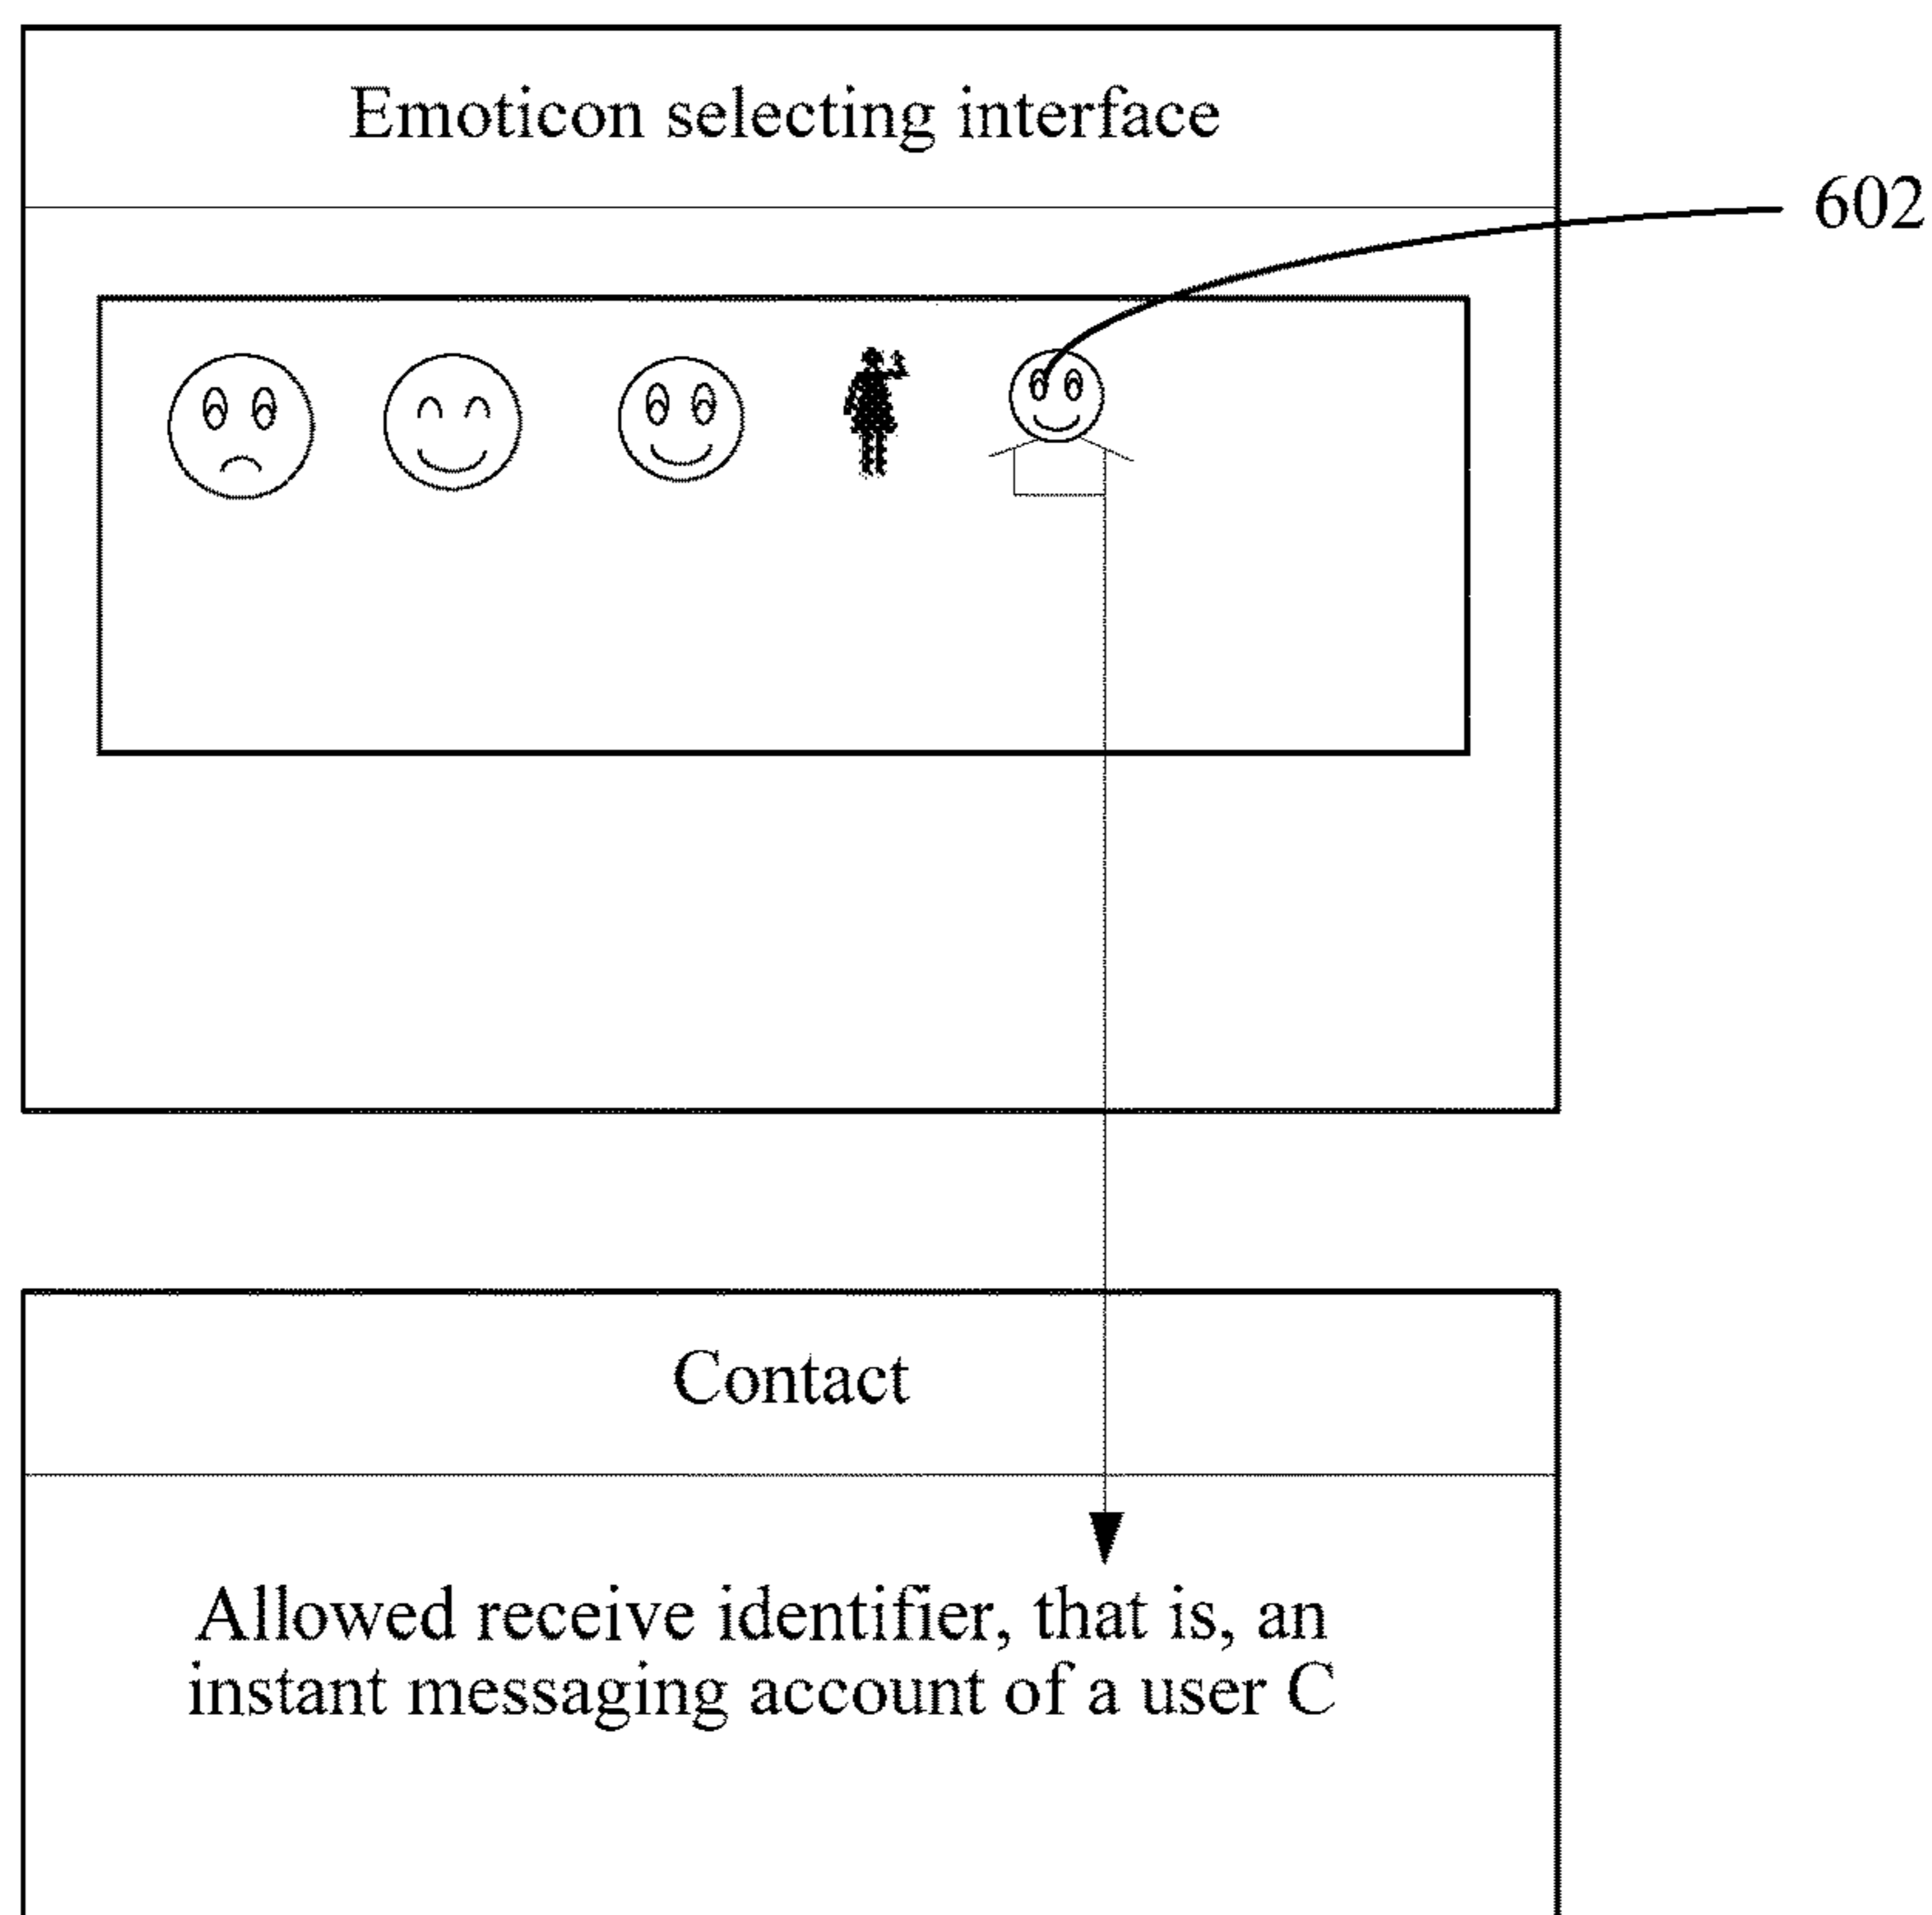 Emoticon selecting interface
602
Contact
Allowed receive identifier, that is, an
instant messaging account of a user C